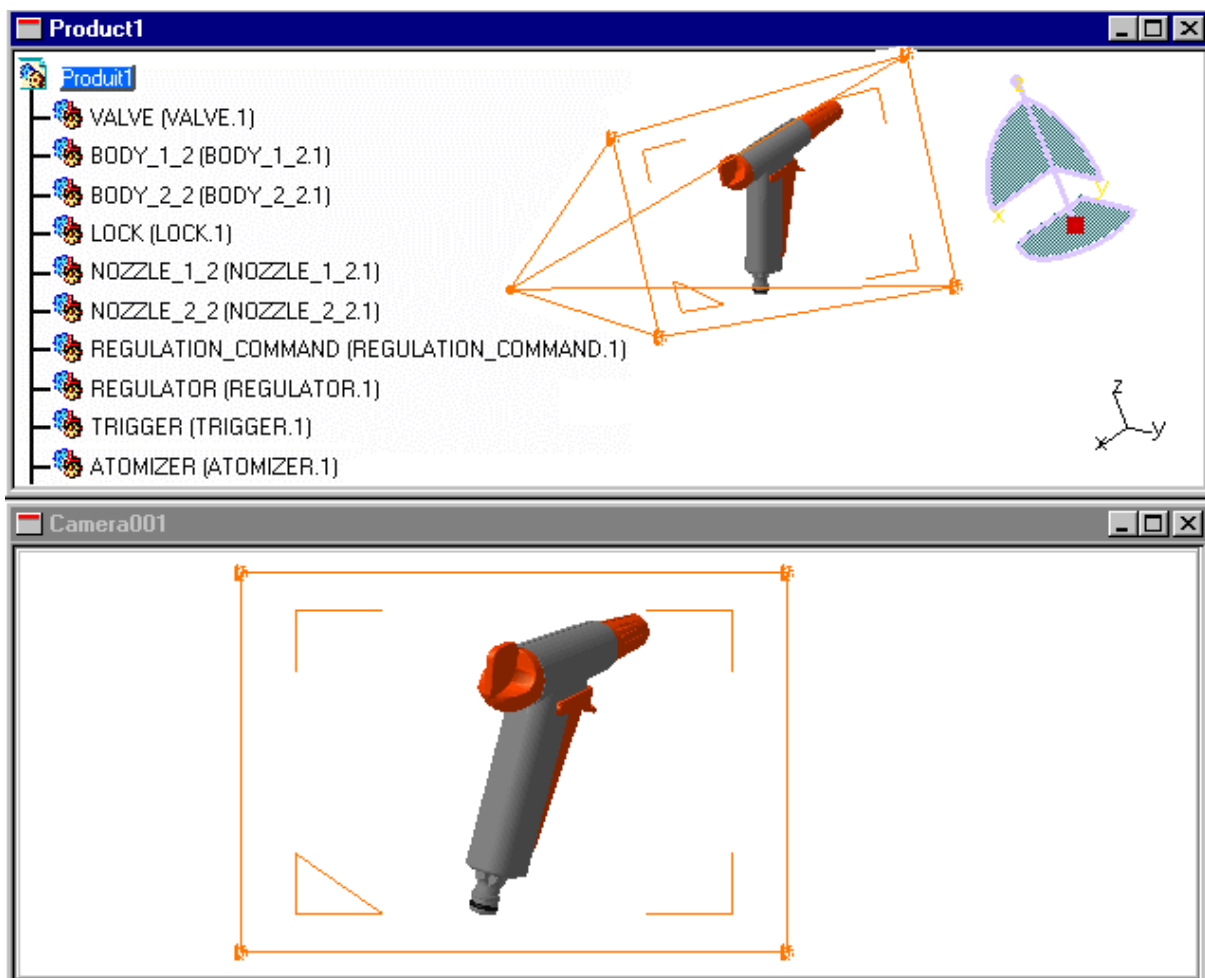 Product1
Produit1
VALVE (VALVE.1)
BODY_1_2 (BODY_1_2.1)
BODY_2_2 (BODY_2_2.1)
LOCK (LOCK.1)
NOZZLE_1_2 (NOZZLE_1_2.1)
NOZZLE_2_2 (NOZZLE_2_2.1)
REGULATION_COMMAND (REGULATION_COMMAND.1)
REGULATOR (REGULATOR.1)
TRIGGER (TRIGGER.1)
ATOMIZER (ATOMIZER.1)
z
x
y
z
x
y
Camera001